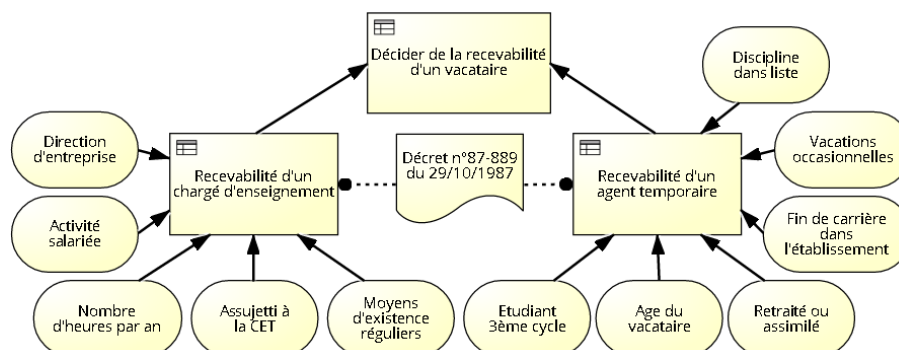 Décider de la recevabilité
d'un vacataire
Discipline
dans liste
Direction
d'entreprise
Recevabilité d'un
chargé d'enseignement
Décret n°87-889
du 29/10/1987
Recevabilité d'un
agent temporaire
Vacations
occasionnelles
Activité
salariée
Fin de carrière
dans
l'établissement
Nombre
d'heures par an
Assujetti à
la CET
Moyens
d'existence
réguliers
Etudiant
3ème cycle
Age du
vacataire
Retraité ou
assimilé